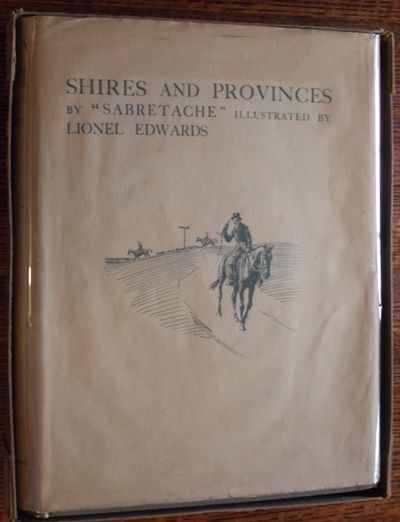 SHIRES AND PROVINCES
BY "SABRETACHE" ILLUSTRATED BY
LIONEL EDWARDS